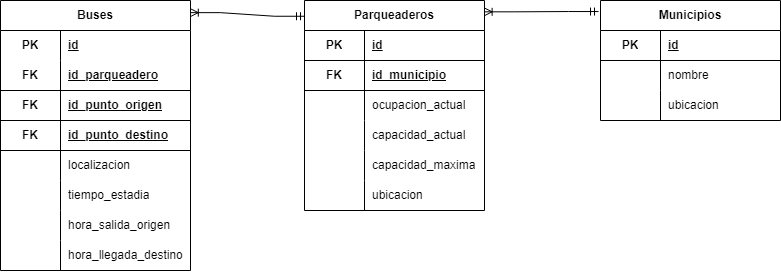 Buses
PK id
FK id_parqueadero
FK id_punto_origen
FK id_punto_destino
localizacion
tiempo_estadia
hora_salida_origen
hora_llegada_destino
Parqueaderos
PK id
FK id_municipio
ocupacion_actual
capacidad_actual
capacidad_maxima
ubicacion
Municipios
PK id
nombre
ubicacion